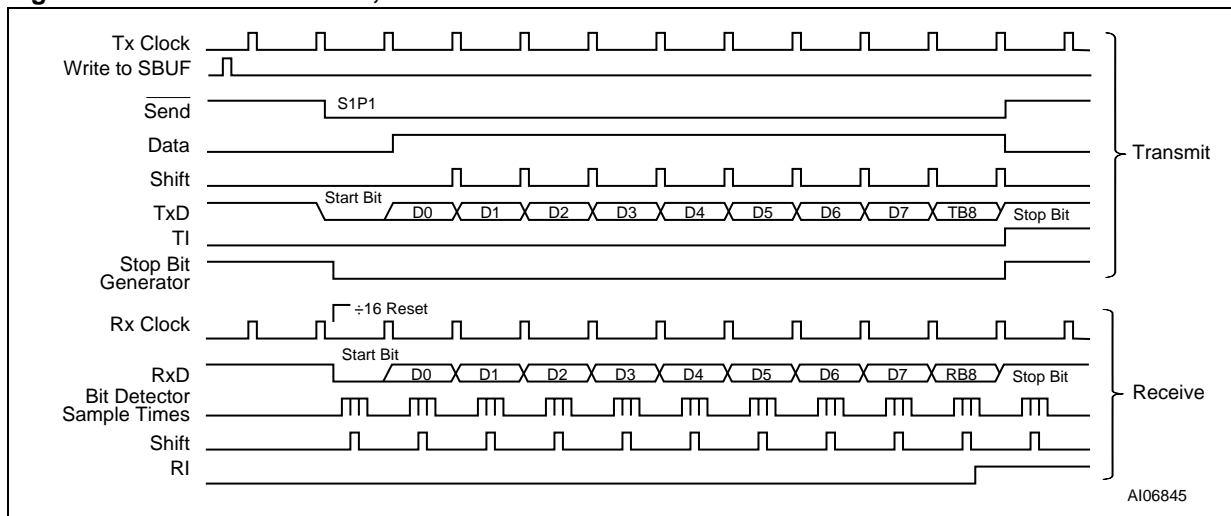 Tx Clock
Write to SBUF
Send
S1P1
Data
Transmit
Shift
Start Bit
TxD
D0 D1 D2 D3 D4 D5 D6 D7 TB8 Stop Bit
TI
Stop Bit
Generator
÷16 Reset
Rx Clock
Start Bit
RxD
D0 D1 D2 D3 D4 D5 D6 D7 RB8 Stop Bit
Bit Detector
Sample Times
Receive
Shift
RI
AI06845